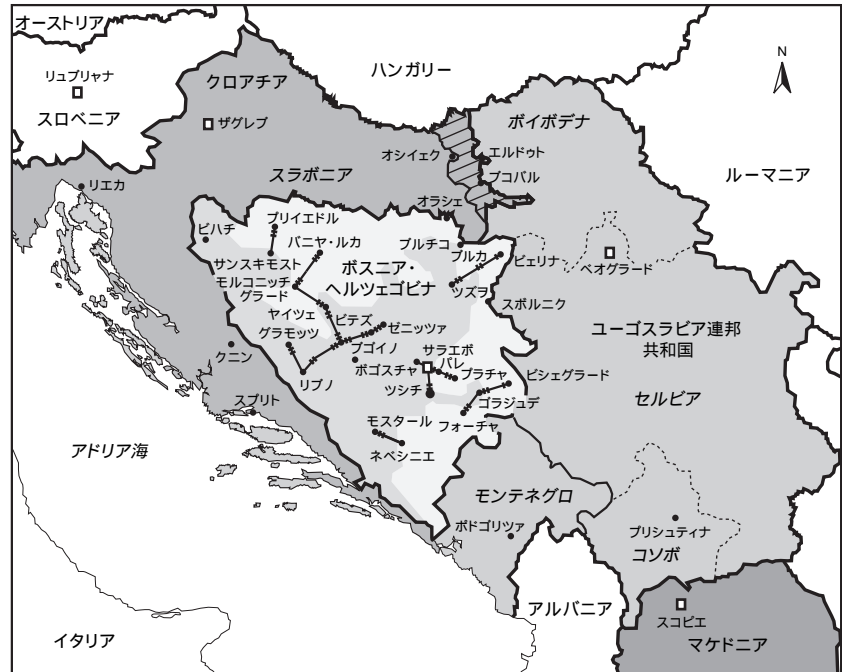 オーストリア
リュブリャナ
スロベニア
クロアチア
ザグレブ
ハンガリー
N
ボイボデナ
ルーマニア
オシイェク
エルドゥト
ブコバル
スラボニア
リエカ
オラシェ
ビハチ
プリイエドル
バニヤ・ルカ
ブルチコ
ブルカ
ビェリナ
ベオグラード
サンスキモスト
ボスニア・
ヘルツェゴビナ
モルコニッチ
グラード
ツズラ
スボルニク
ヤイツェ
ビテズ
ゼニッツァ
グラモッツ
ユーゴスラビア連邦
共和国
クニン
ブゴイノ
サラエボ
パレ
ボゴスチャ
プラチャ
ビシェグラード
リブノ
ツシチ
ゴラジュデ
セルビア
スプリト
モスタール
フォーチャ
ネベシニエ
アドリア海
モンテネグロ
ポドゴリツァ
プリシュティナ
コソボ
アルバニア
スコピエ
イタリア
マケドニア